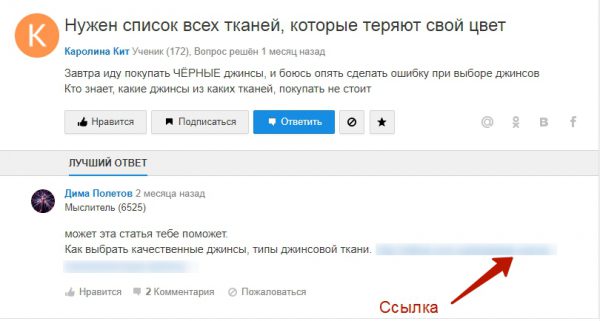 К
Нужен список всех тканей, которые теряют свой цвет
Каролина Кит Ученик (172), Вопрос решён 1 месяц назад
Завтра иду покупать ЧЁРНЫЕ джинсы, и боюсь опять сделать ошибку при выборе джинсов
Кто знает, какие джинсы из каких тканей, покупать не стоит
Нравится Подписаться Ответить
ЛУЧШИЙ ОТВЕТ
Дима Полетов 2 месяца назад
Мыслитель (6525)
может эта статья тебе поможет.
Как выбрать качественные джинсы, типы джинсовой ткани.
Нравится 2 Комментария Пожаловаться
Ссылка